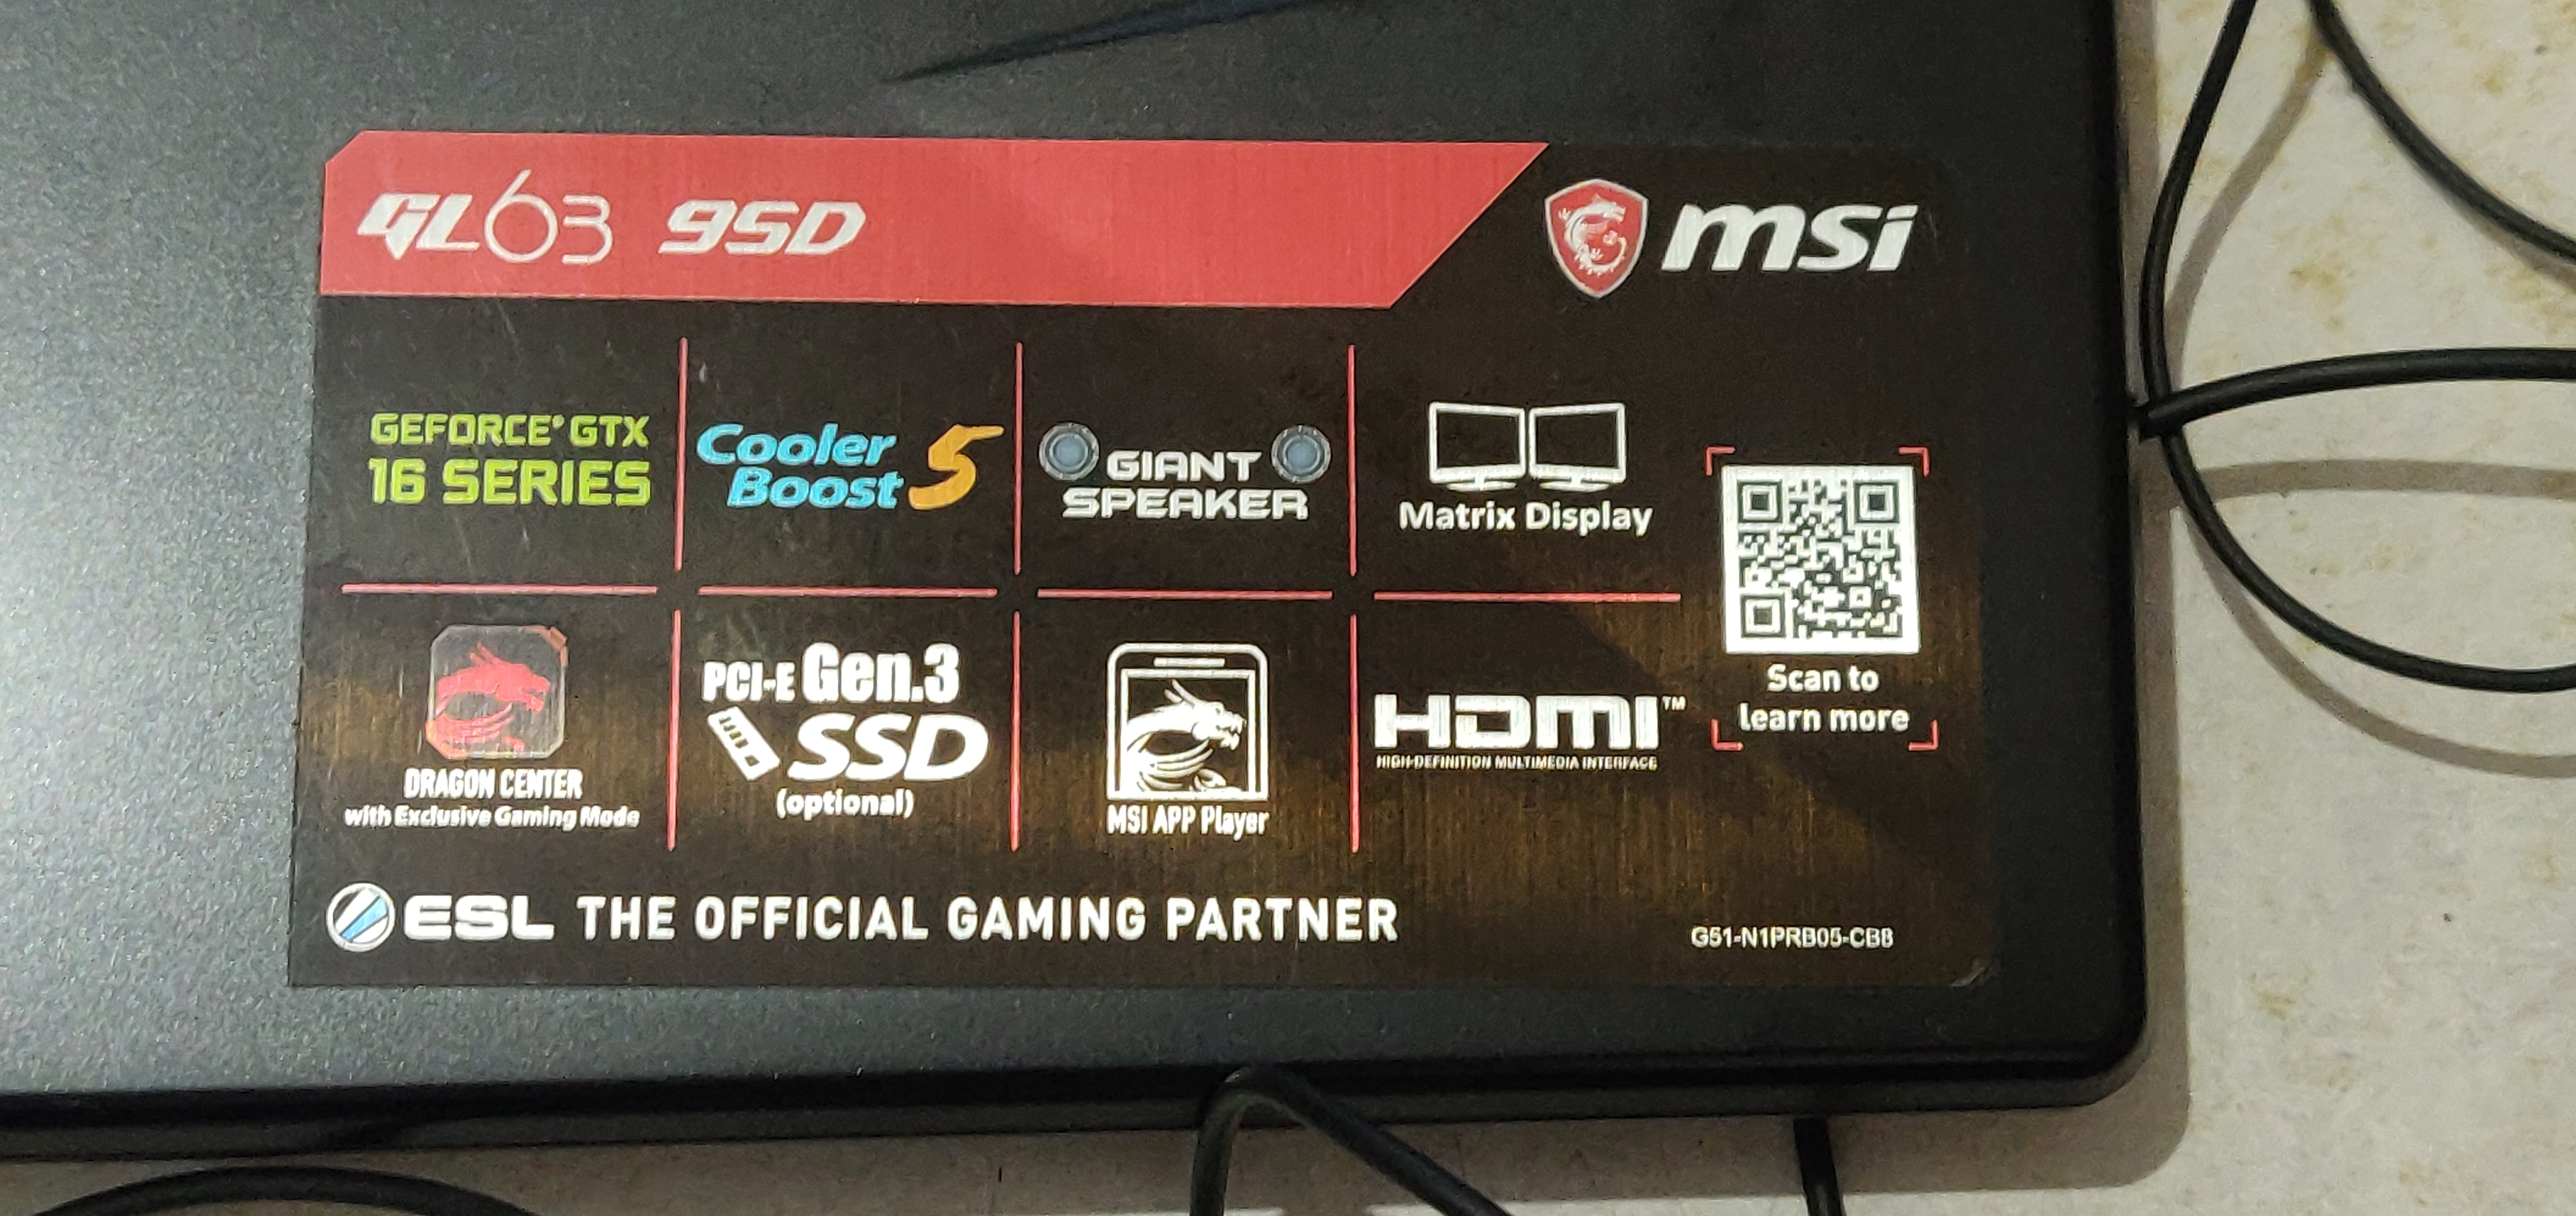 GL63 9SD
msi
GEFORCE® GTX
16 SERIES
Cooler
Boost 5
GIANT
SPEAKER
Matrix Display
DRAGON CENTER
with Exclusive Gaming Mode
PCI-E Gen.3
SSD
(optional)
MSI APP Player
HDMI™
HIGH-DEFINITION MULTIMEDIA INTERFACE
Scan to
learn more
ESL THE OFFICIAL GAMING PARTNER
G51-N1PRB05-CB8